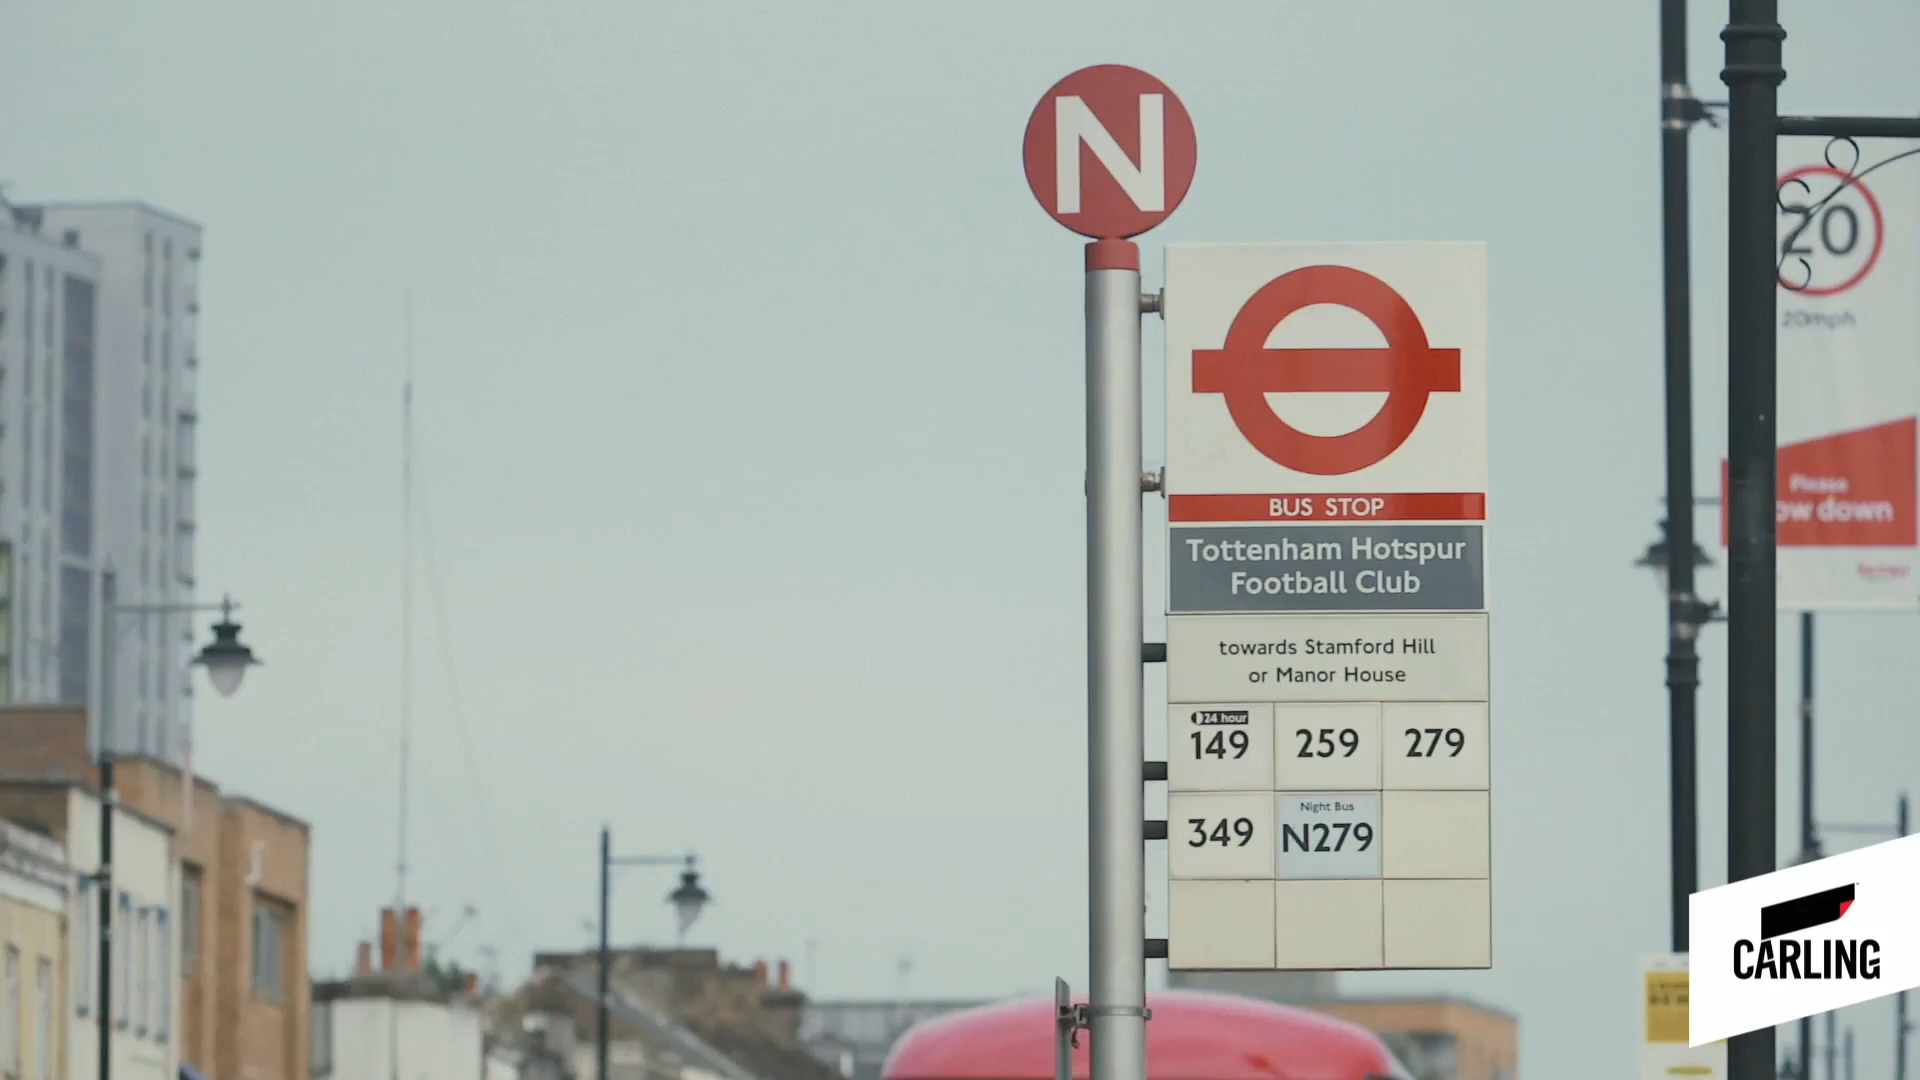 N
BUS STOP
Tottenham Hotspur
Football Club
towards Stamford Hill
or Manor House
24 hour
149
259
279
349
Night Bus
N279
20
20mph
Please
ow down
CARLING